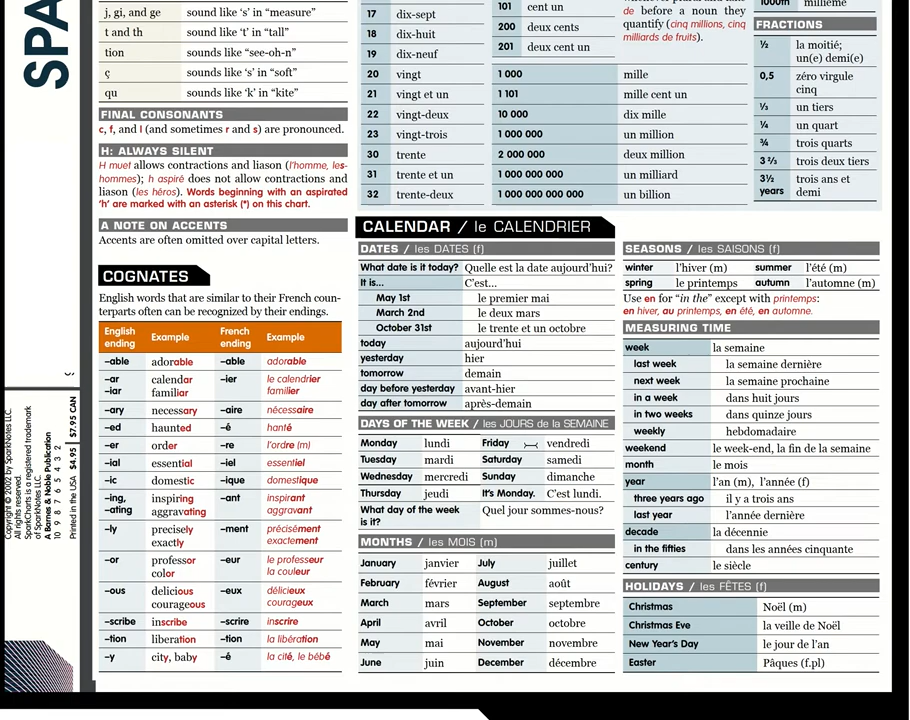 SPA
j, gi, and ge sound like ‘s’ in “measure”
t and th sound like ‘t’ in “tall”
tion sounds like “see-oh-n”
ç sounds like ‘s’ in “soft”
qu sounds like ‘k’ in “kite”
FINAL CONSONANTS
c, f, and l (and sometimes r and s) are pronounced.
H: ALWAYS SILENT
H muet allows contractions and liason (l’homme, les-
hommes); h aspiré does not allow contractions and
liason (les héros). Words beginning with an aspirated
‘h’ are marked with an asterisk (*) on this chart.
A NOTE ON ACCENTS
Accents are often omitted over capital letters.
COGNATES
English words that are similar to their French coun-
terparts often can be recognized by their endings.
English ending Example French ending Example
–able adorable –able adorable
–ar calendar –ier le calendrier
–iar familiar familier
–ary necessary –aire nécessaire
–ed haunted –é hanté
–er order –re l’ordre (m)
–ial essential –iel essentiel
–ic domestic –ique domestique
–ing, inspiring –ant inspirant
–ating aggravating aggravant
–ly precisely –ment précisément
exactly exactement
–or professor –eur le professeur
color la couleur
–ous delicious –eux délicieux
courageous courageux
–scribe inscribe –scrire inscrire
–tion liberation –tion la libération
–y city, baby –é la cité, le bébé
Copyright © 2002 by SparkNotes LLC.
All rights reserved.
SparkCharts is a registered trademark
of SparkNotes LLC.
A Barnes & Noble Publication
10 9 8 7 6 5 4 3 2
Printed in the USA $4.95 $7.95 CAN
17 dix-sept
18 dix-huit
19 dix-neuf
20 vingt
21 vingt et un
22 vingt-deux
23 vingt-trois
30 trente
31 trente et un
32 trente-deux
101 cent un
200 deux cents
201 deux cent un
1 000 mille
1 101 mille cent un
10 000 dix mille
1 000 000 un million
2 000 000 deux million
1 000 000 000 un milliard
1 000 000 000 000 un billion
de before a noun they
quantify (cinq millions, cinq
milliards de fruits).
1000th millième
FRACTIONS
½ la moitié;
un(e) demi(e)
0,5 zéro virgule
cinq
⅓ un tiers
¼ un quart
¾ trois quarts
3 ⅔ trois deux tiers
3½ trois ans et
years demi
CALENDAR / le CALENDRIER
DATES / les DATES (f)
What date is it today? Quelle est la date aujourd’hui?
It is... C’est...
May 1st le premier mai
March 2nd le deux mars
October 31st le trente et un octobre
today aujourd’hui
yesterday hier
tomorrow demain
day before yesterday avant-hier
day after tomorrow après-demain
DAYS OF THE WEEK / les JOURS de la SEMAINE
Monday lundi Friday vendredi
Tuesday mardi Saturday samedi
Wednesday mercredi Sunday dimanche
Thursday jeudi It’s Monday. C’est lundi.
What day of the week Quel jour sommes-nous?
is it?
MONTHS / les MOIS (m)
January janvier July juillet
February février August août
March mars September septembre
April avril October octobre
May mai November novembre
June juin December décembre
SEASONS / les SAISONS (f)
winter l’hiver (m) summer l’été (m)
spring le printemps autumn l’automne (m)
Use en for “in the” except with printemps:
en hiver, au printemps, en été, en automne.
MEASURING TIME
week la semaine
last week la semaine dernière
next week la semaine prochaine
in a week dans huit jours
in two weeks dans quinze jours
weekly hebdomadaire
weekend le week-end, la fin de la semaine
month le mois
year l’an (m), l’année (f)
three years ago il y a trois ans
last year l’année dernière
decade la décennie
in the fifties dans les années cinquante
century le siècle
HOLIDAYS / les FÊTES (f)
Christmas Noël (m)
Christmas Eve la veille de Noël
New Year’s Day le jour de l’an
Easter Pâques (f.pl)